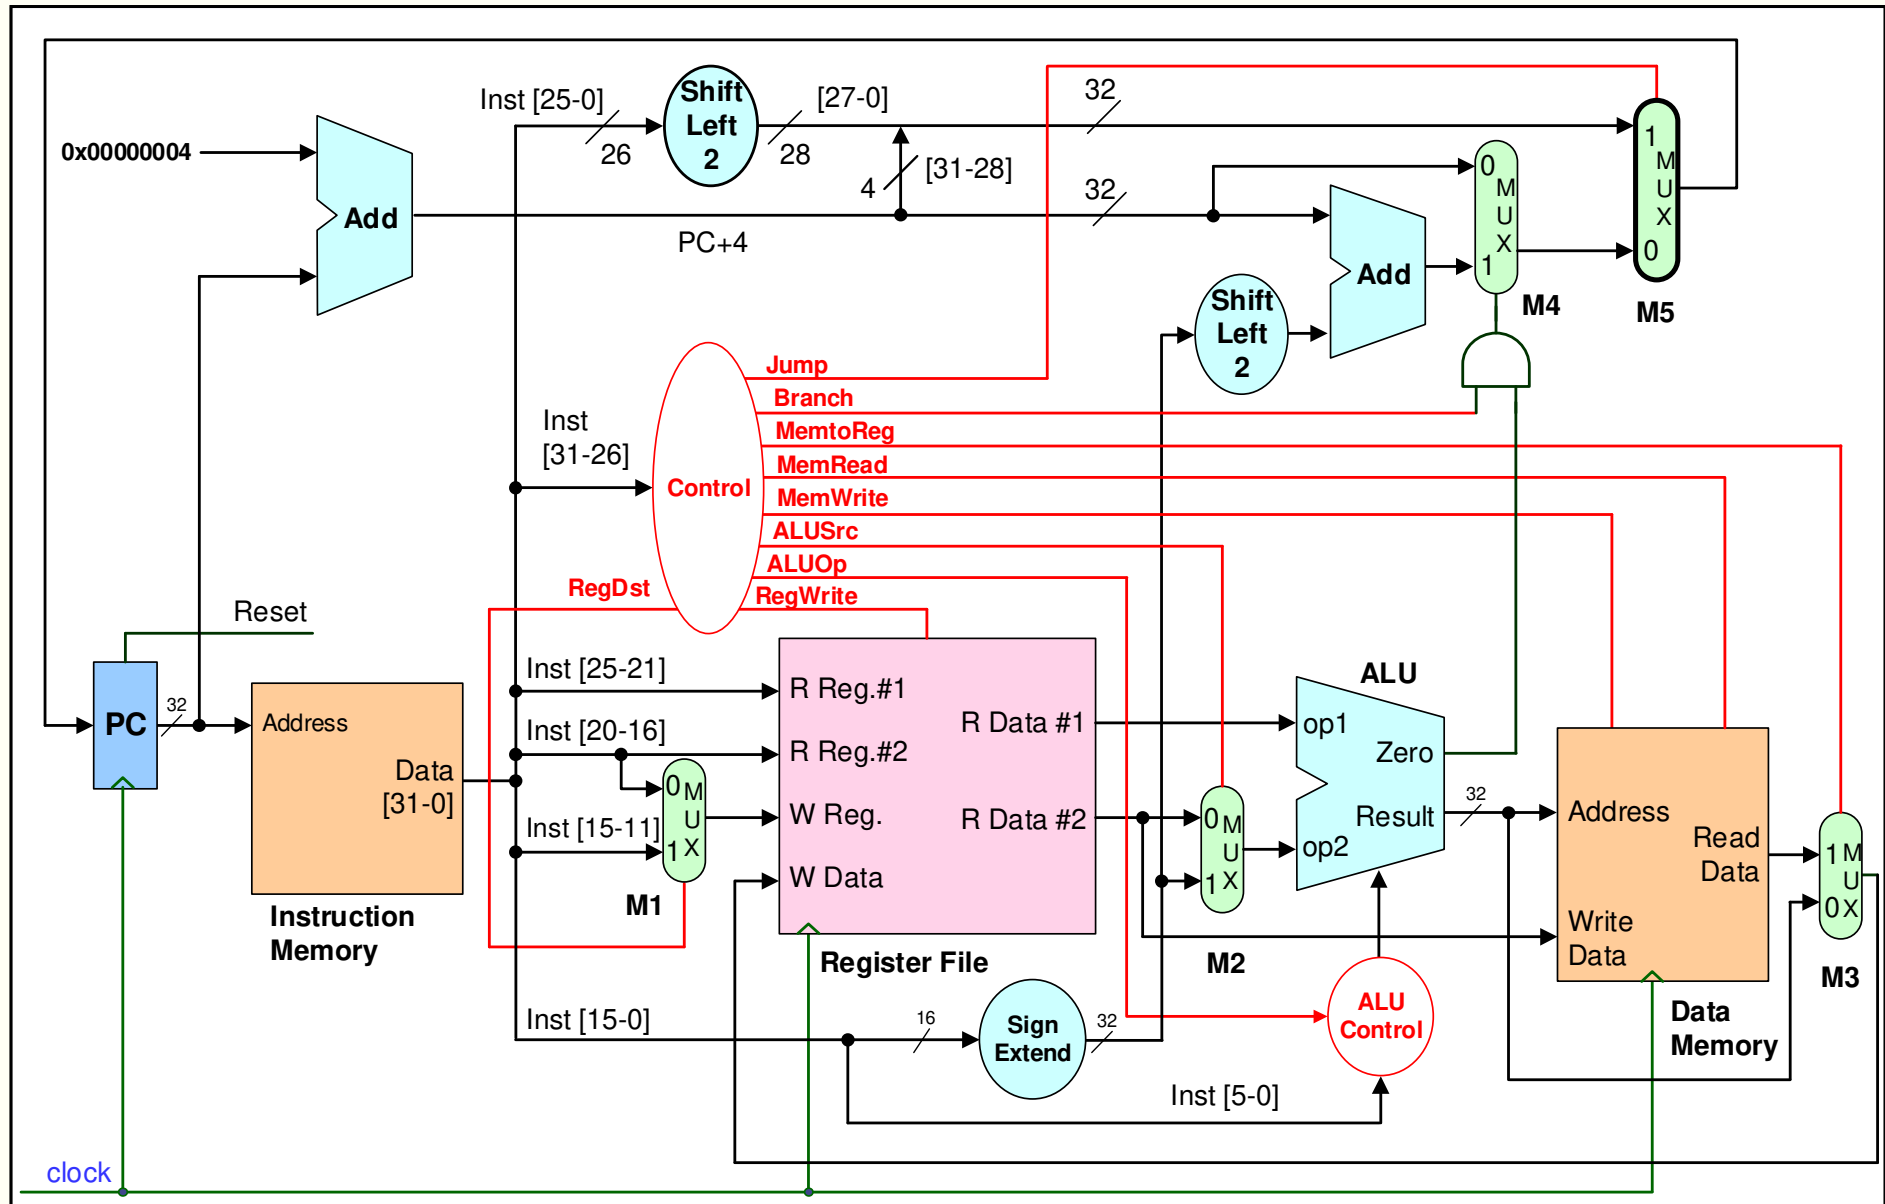 Inst [25-0]
26
Shift
Left
2
[27-0]
28
32
1
M
U
X
0
M5
0x00000004
Add
4
[31-28]
PC+4
32
0
M
U
X
1
M4
Add
Shift
Left
2
Inst
[31-26]
Control
Jump
Branch
MemtoReg
MemRead
MemWrite
ALUSrc
ALUOp
RegWrite
RegDst
Reset
PC
32
Address
Data
[31-0]
Instruction
Memory
Inst [25-21]
Inst [20-16]
Inst [15-11]
0
M
U
1 X
M1
R Reg.#1
R Reg.#2
W Reg.
W Data
R Data #1
R Data #2
Register File
0
M
U
1 X
M2
ALU
op1
Zero
Result
op2
32
Address
Read
Data
Write
Data
Data
Memory
1 M
U
0 X
M3
Inst [15-0]
16
Sign
Extend
32
ALU
Control
Inst [5-0]
clock